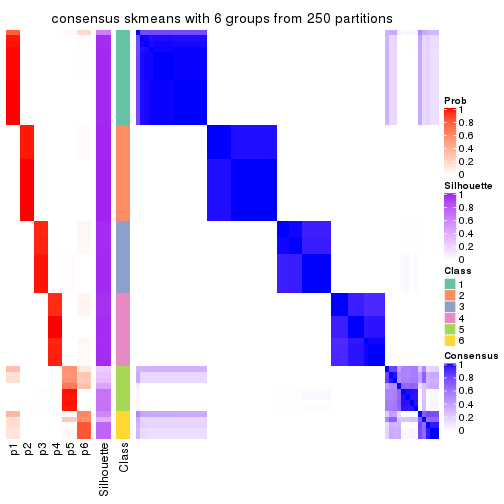 consensus skmeans with 6 groups from 250 partitions
Prob
1
0.8
0.6
0.4
0.2
0
Silhouette
1
0.8
0.6
0.4
0.2
0
Class
1
2
3
4
5
6
Consensus
1
0.8
0.6
0.4
0.2
0
p1
p2
p3
p4
p5
p6
Silhouette
Class